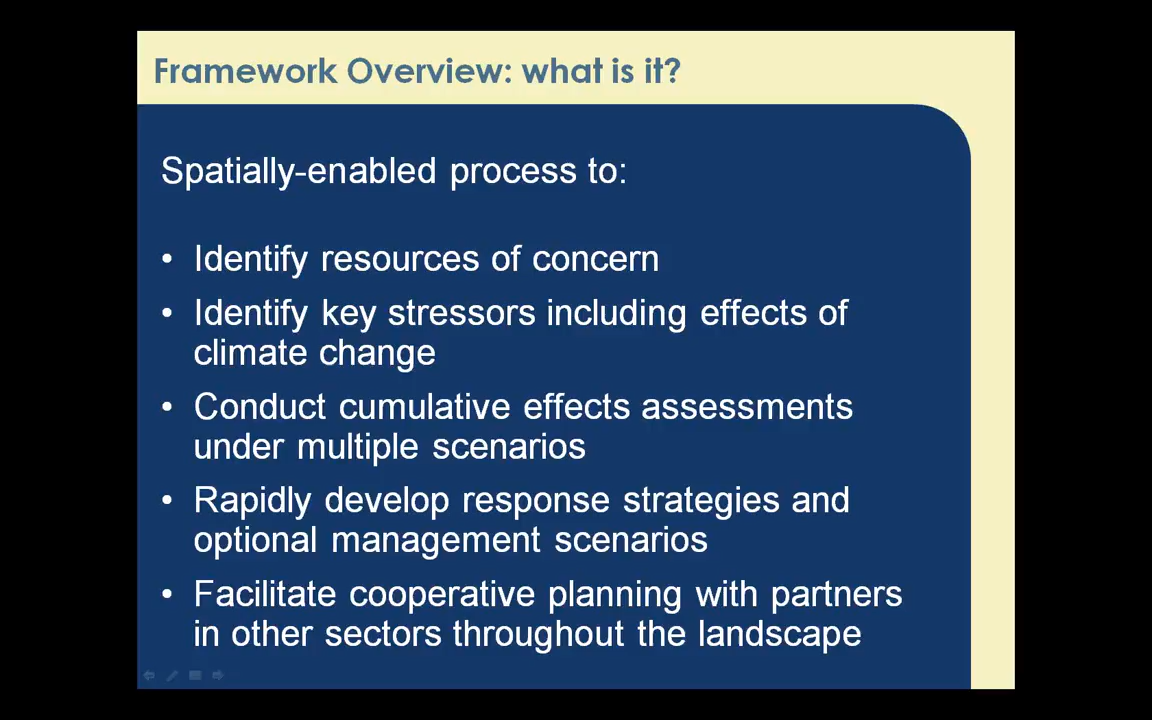 Framework Overview: what is it?
Spatially-enabled process to:
• Identify resources of concern
• Identify key stressors including effects of
climate change
• Conduct cumulative effects assessments
under multiple scenarios
• Rapidly develop response strategies and
optional management scenarios
• Facilitate cooperative planning with partners
in other sectors throughout the landscape